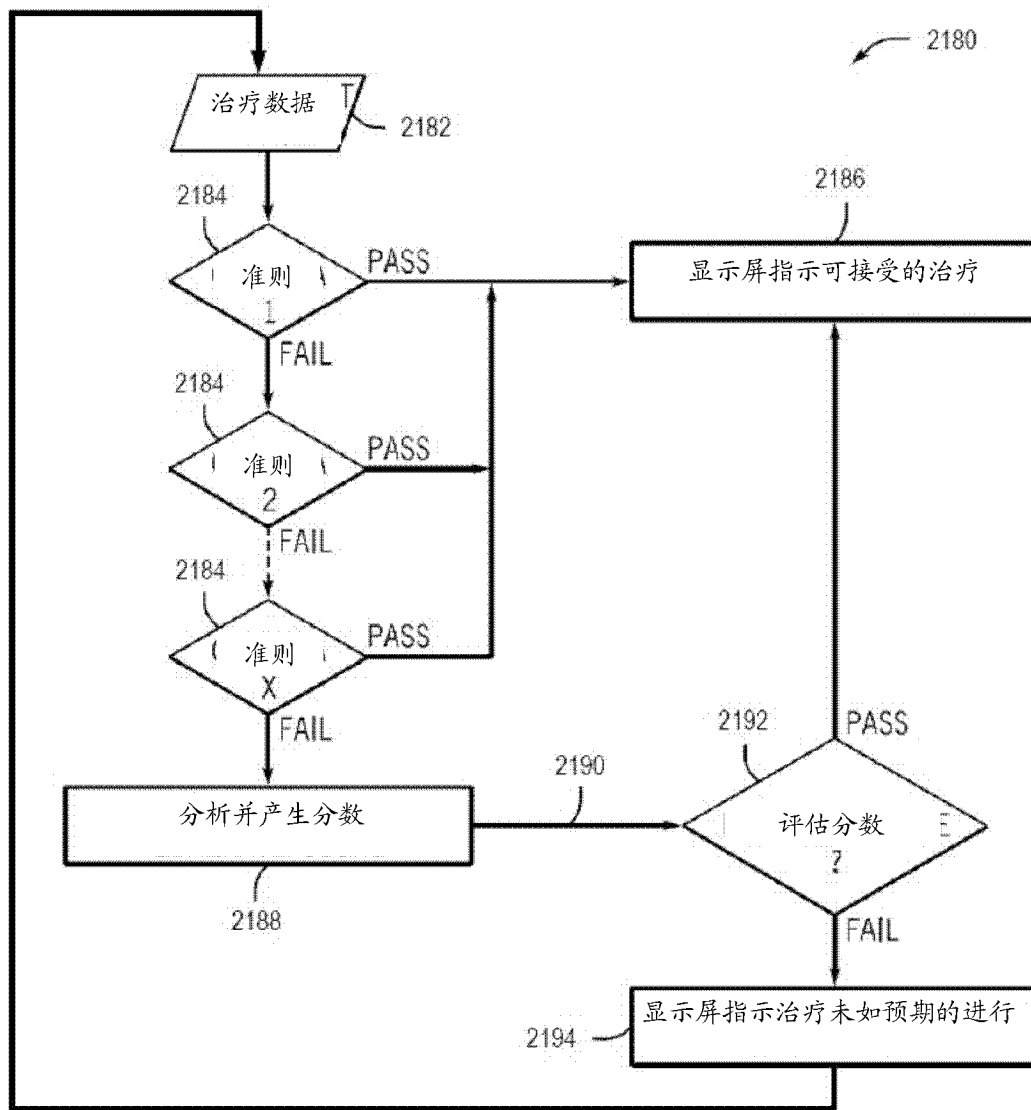 2180
治疗数据
T
2182
2184
准则
1
PASS
FAIL
2186
显示屏指示可接受的治疗
2184
准则
2
PASS
FAIL
2184
准则
X
PASS
FAIL
分析并产生分数
2188
2190
2192
PASS
评估分数
E
?
FAIL
显示屏指示治疗未如预期的进行
2194